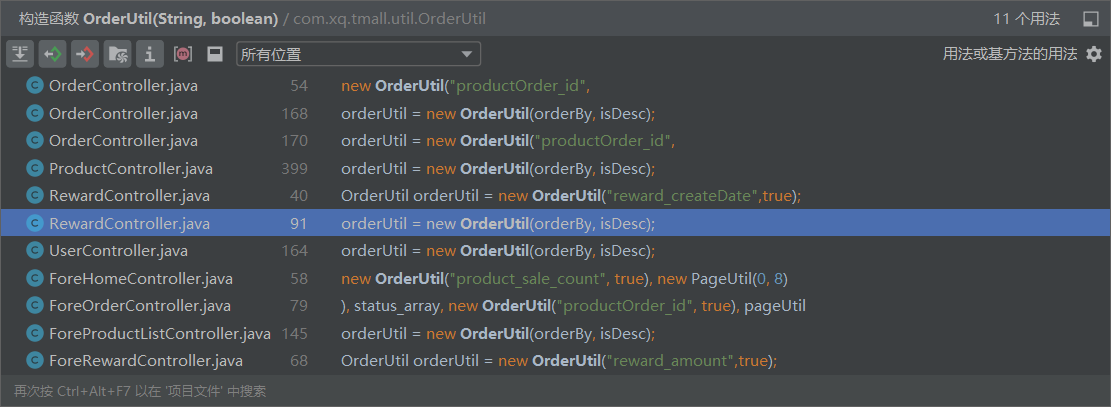 构造函数 OrderUtil(String, boolean) / com.xq.tmall.util.OrderUtil 11 个用法
所有位置 用法或基方法的用法
OrderController.java 54 new OrderUtil("productOrder_id",
OrderController.java 168 orderUtil = new OrderUtil(orderBy, isDesc);
OrderController.java 170 orderUtil = new OrderUtil("productOrder_id",
ProductController.java 399 orderUtil = new OrderUtil(orderBy, isDesc);
RewardController.java 40 OrderUtil orderUtil = new OrderUtil("reward_createDate",true);
RewardController.java 91 orderUtil = new OrderUtil(orderBy, isDesc);
UserController.java 164 orderUtil = new OrderUtil(orderBy, isDesc);
ForeHomeController.java 58 new OrderUtil("product_sale_count", true), new PageUtil(0, 8)
ForeOrderController.java 79 ), status_array, new OrderUtil("productOrder_id", true), pageUtil
ForeProductListController.java 145 orderUtil = new OrderUtil(orderBy, isDesc);
ForeRewardController.java 68 OrderUtil orderUtil = new OrderUtil("reward_amount",true);
再次按 Ctrl+Alt+F7 以在 '项目文件' 中搜索